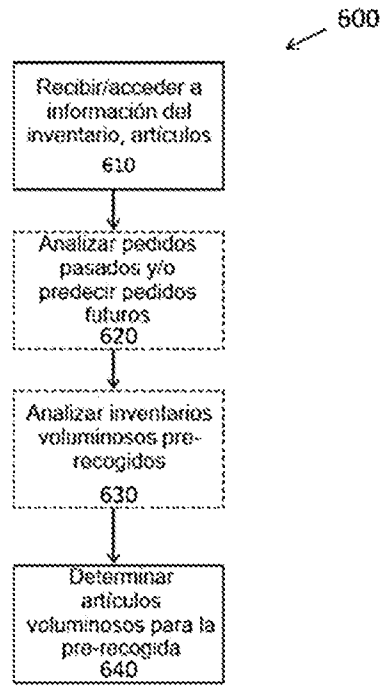 600
Recibir/acceder a
información del
inventario, artículos
610
Analizar pedidos
pasados y/o
predecir pedidos
futuros
620
Analizar inventarios
voluminosos pre-
recogidos
630
Determinar
artículos
voluminosos para la
pre-recogida
640